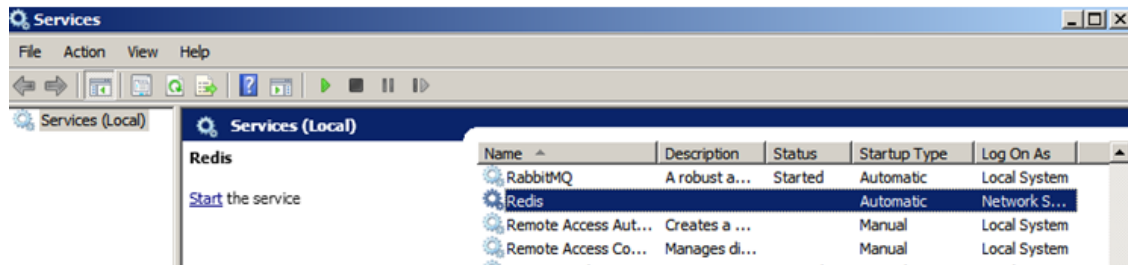 Services
File Action View Help
Services (Local)
Services (Local)
Redis
Start the service
Name Description Status Startup Type Log On As
RabbitMQ A robust a... Started Automatic Local System
Redis Automatic Network S...
Remote Access Aut... Creates a ... Manual Local System
Remote Access Co... Manages di... Manual Local System